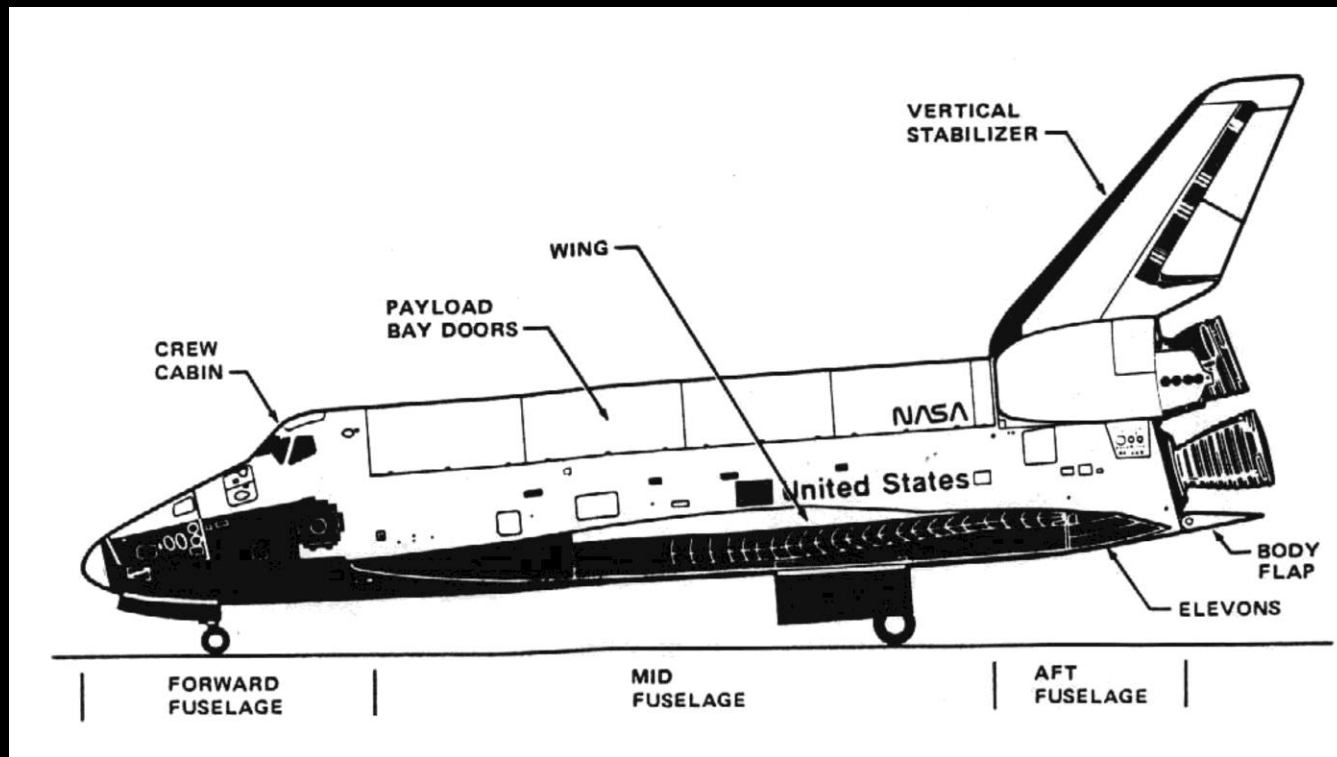 VERTICAL
STABILIZER
WING
PAYLOAD
BAY DOORS
CREW
CABIN
NASA
United States
BODY
FLAP
ELEVONS
FORWARD
FUSELAGE
MID
FUSELAGE
AFT
FUSELAGE